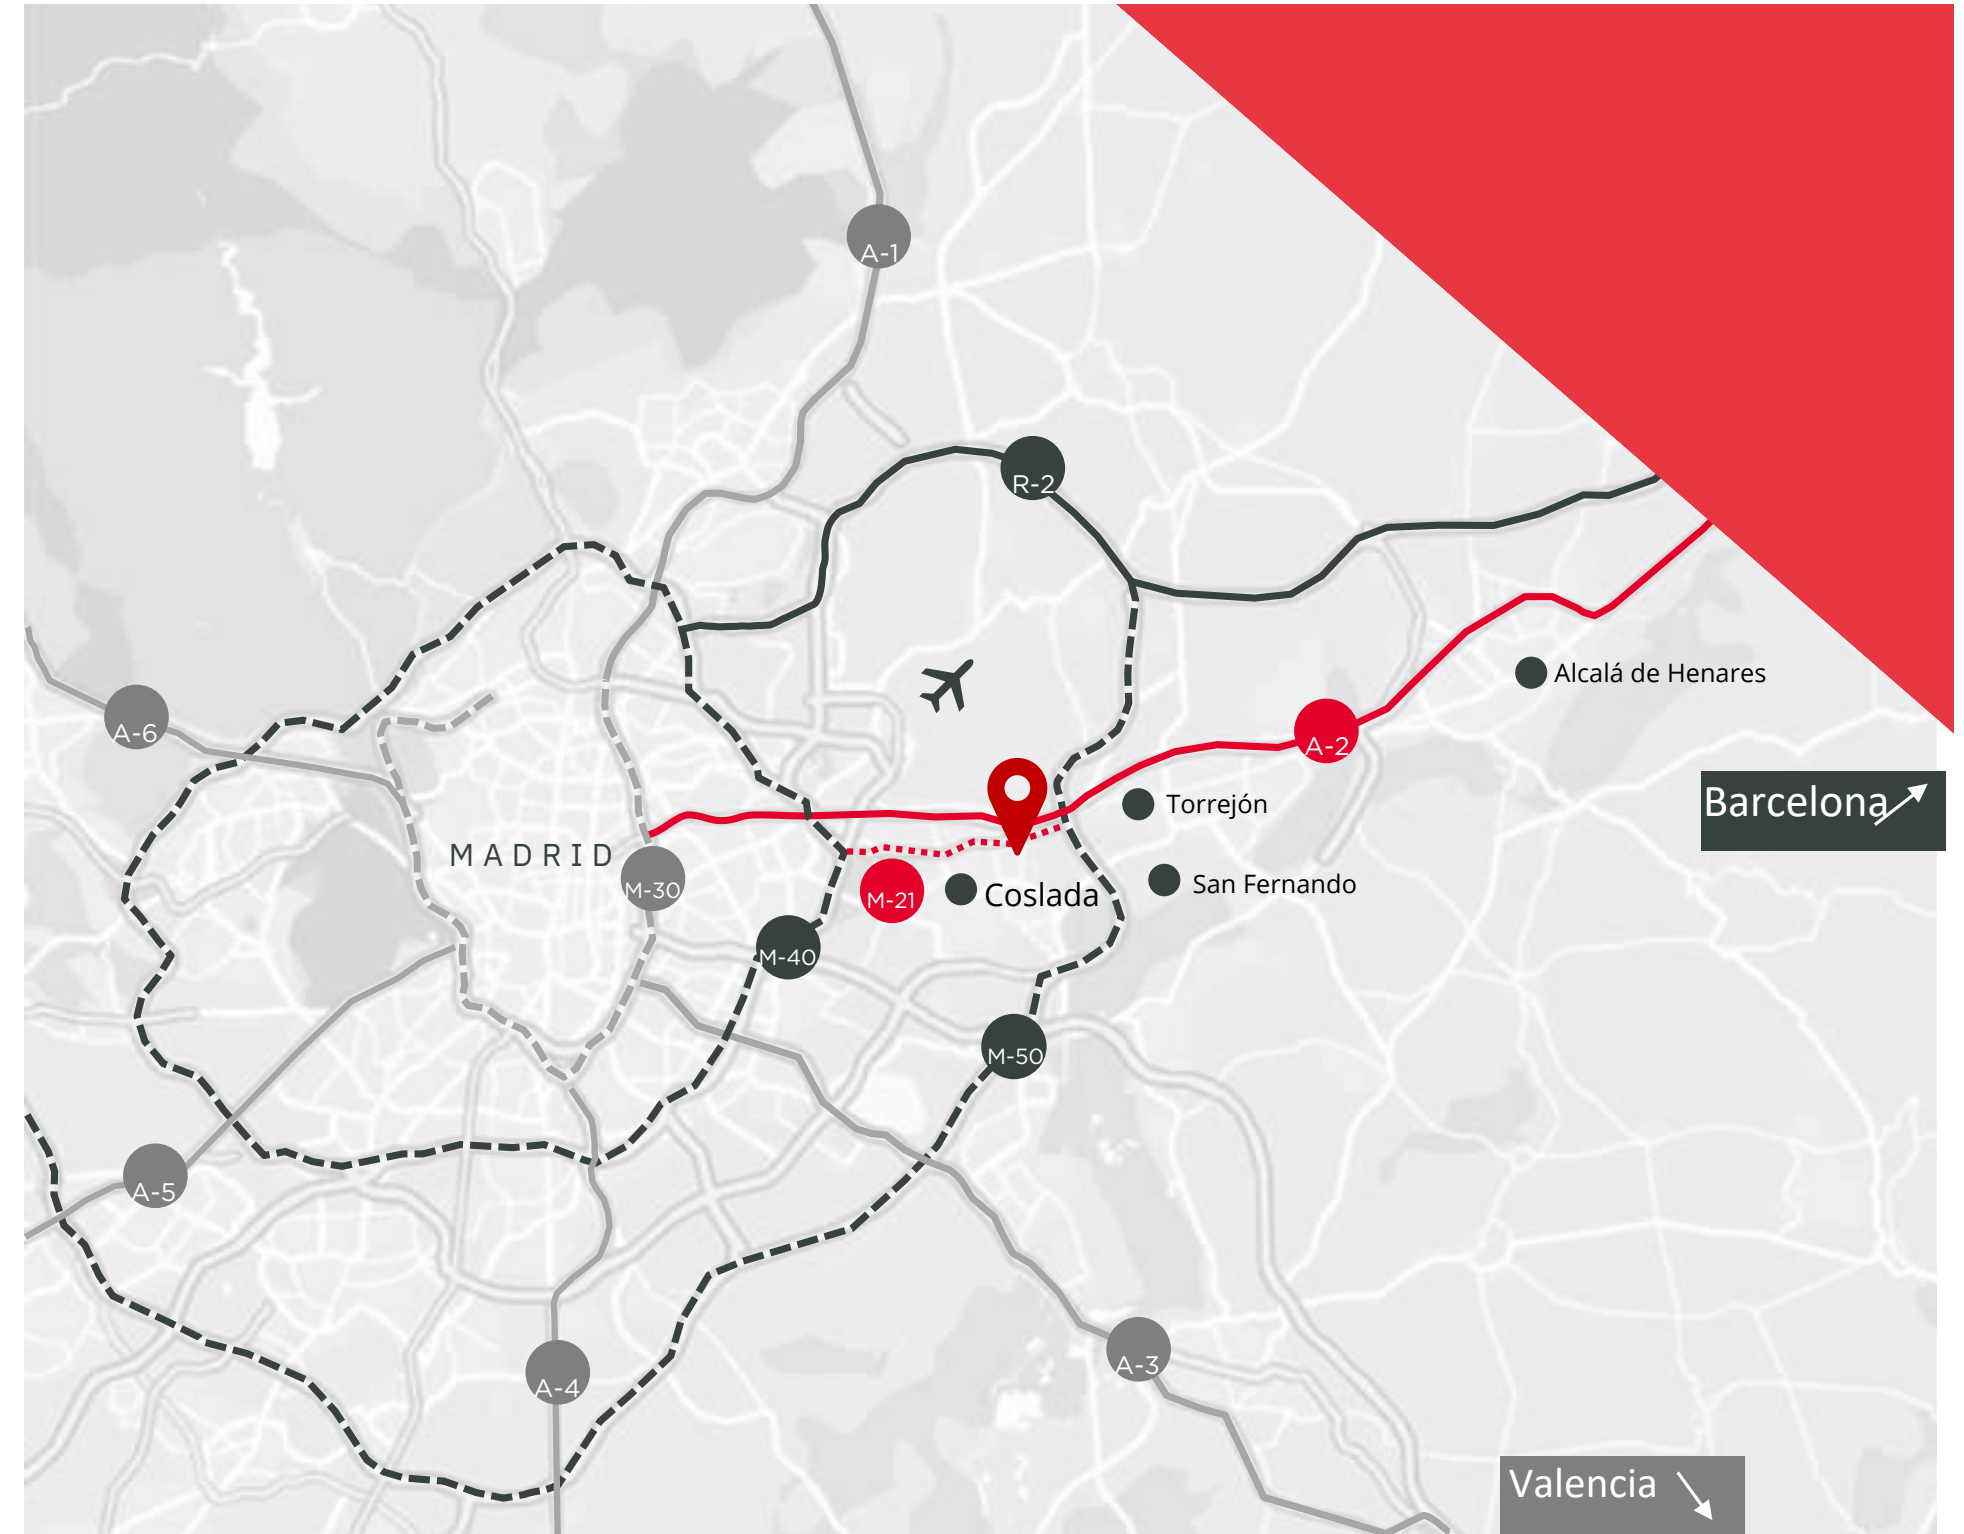 A-1
R-2
Alcalá de Henares
A-6
A-2
Torrejón
Barcelona
MADRID
M-30
M-21
Coslada
San Fernando
M-40
M-50
A-5
A-3
A-4
Valencia